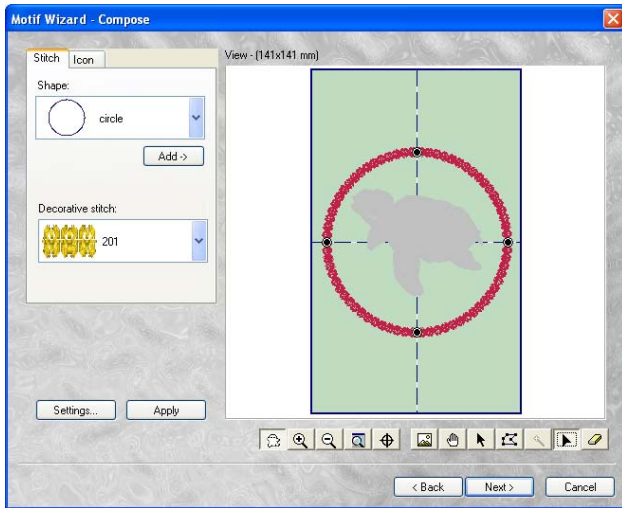 Motif Wizard - Compose
Stitch
Icon
View - (141x141 mm)
Shape:
circle
Add ->
Decorative stitch:
201
Settings...
Apply
< Back
Next >
Cancel